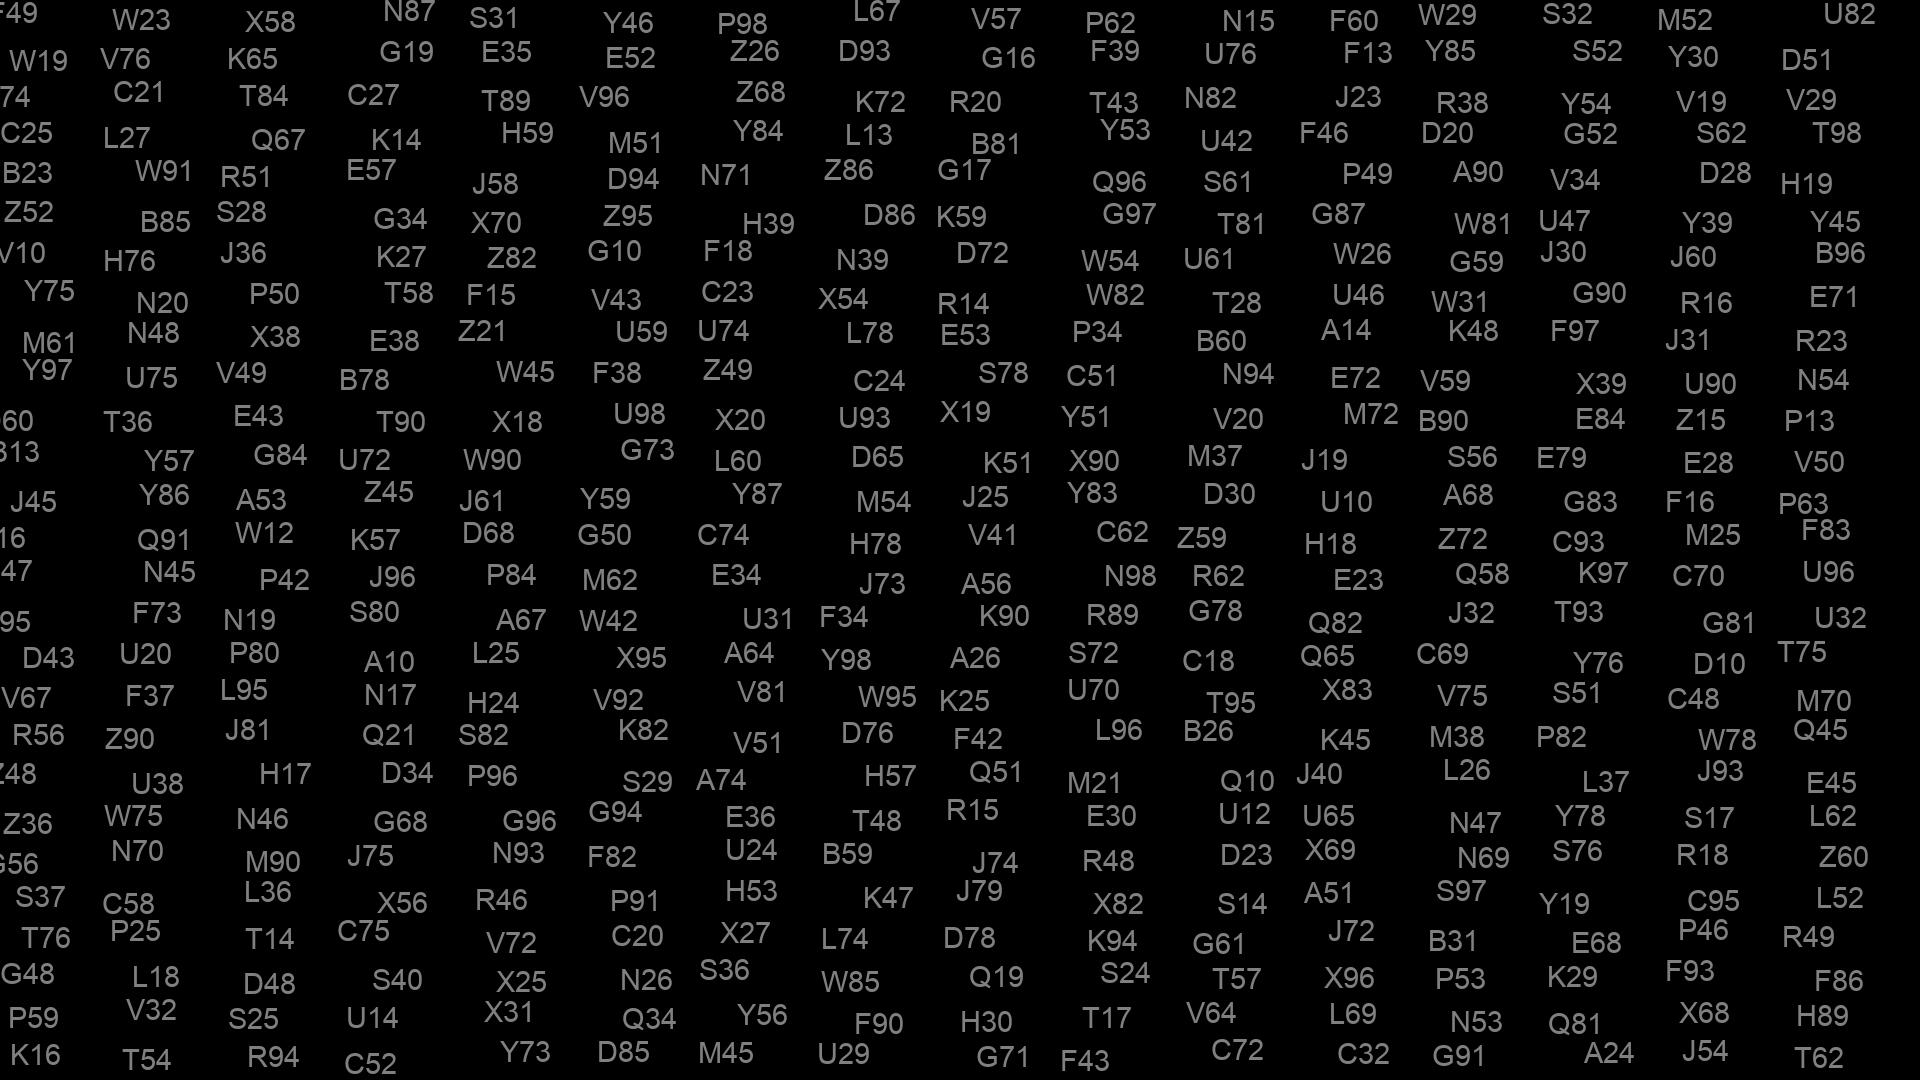 W23 X58 N87 S31 Y46 P98 L67 V57 P62 N15 F60 W29 S32 M52 U82
W19 V76 K65 G19 E35 E52 Z26 D93 G16 F39 U76 F13 Y85 S52 Y30 D51
74 C21 T84 C27 T89 V96 Z68 K72 R20 T43 N82 J23 R38 Y54 V19 V29
C25 L27 Q67 K14 H59 M51 Y84 L13 B81 Y53 U42 F46 D20 G52 S62 T98
B23 W91 R51 E57 J58 D94 N71 Z86 G17 Q96 S61 P49 A90 V34 D28 H19
Z52 B85 S28 G34 X70 Z95 H39 D86 K59 G97 T81 G87 W81 U47 Y39 Y45
V10 H76 J36 K27 Z82 G10 F18 N39 D72 W54 U61 W26 G59 J30 J60 B96
Y75 N20 P50 T58 F15 V43 C23 X54 R14 W82 T28 U46 W31 G90 R16 E71
M61 N48 X38 E38 Z21 U59 U74 L78 E53 P34 B60 A14 K48 F97 J31 R23
Y97 U75 V49 B78 W45 F38 Z49 C24 S78 C51 N94 E72 V59 X39 U90 N54
60 T36 E43 T90 X18 U98 X20 U93 X19 Y51 V20 M72 B90 E84 Z15 P13
B13 Y57 G84 U72 W90 G73 L60 D65 K51 X90 M37 J19 S56 E79 E28 V50
J45 Y86 A53 Z45 J61 Y59 Y87 M54 J25 Y83 D30 U10 A68 G83 F16 P63
16 Q91 W12 K57 D68 G50 C74 H78 V41 C62 Z59 H18 Z72 C93 M25 F83
47 N45 P42 J96 P84 M62 E34 J73 A56 N98 R62 E23 Q58 K97 C70 U96
95 F73 N19 S80 A67 W42 U31 F34 K90 R89 G78 Q82 J32 T93 G81 U32
D43 U20 P80 A10 L25 X95 A64 Y98 A26 S72 C18 Q65 C69 Y76 D10 T75
V67 F37 L95 N17 H24 V92 V81 W95 K25 U70 T95 X83 V75 S51 C48 M70
R56 Z90 J81 Q21 S82 K82 V51 D76 F42 L96 B26 K45 M38 P82 W78 Q45
Z48 U38 H17 D34 P96 S29 A74 H57 Q51 M21 Q10 J40 L26 L37 J93 E45
Z36 W75 N46 G68 G96 G94 E36 T48 R15 E30 U12 U65 N47 Y78 S17 L62
G56 N70 M90 J75 N93 F82 U24 B59 J74 R48 D23 X69 N69 S76 R18 Z60
S37 C58 L36 X56 R46 P91 H53 K47 J79 X82 S14 A51 S97 Y19 C95 L52
T76 P25 T14 C75 V72 C20 X27 L74 D78 K94 G61 J72 B31 E68 P46 R49
G48 L18 D48 S40 X25 N26 S36 W85 Q19 S24 T57 X96 P53 K29 F93 F86
P59 V32 S25 U14 X31 Q34 Y56 F90 H30 T17 V64 L69 N53 Q81 X68 H89
K16 T54 R94 C52 Y73 D85 M45 U29 G71 F43 C72 C32 G91 A24 J54 T62